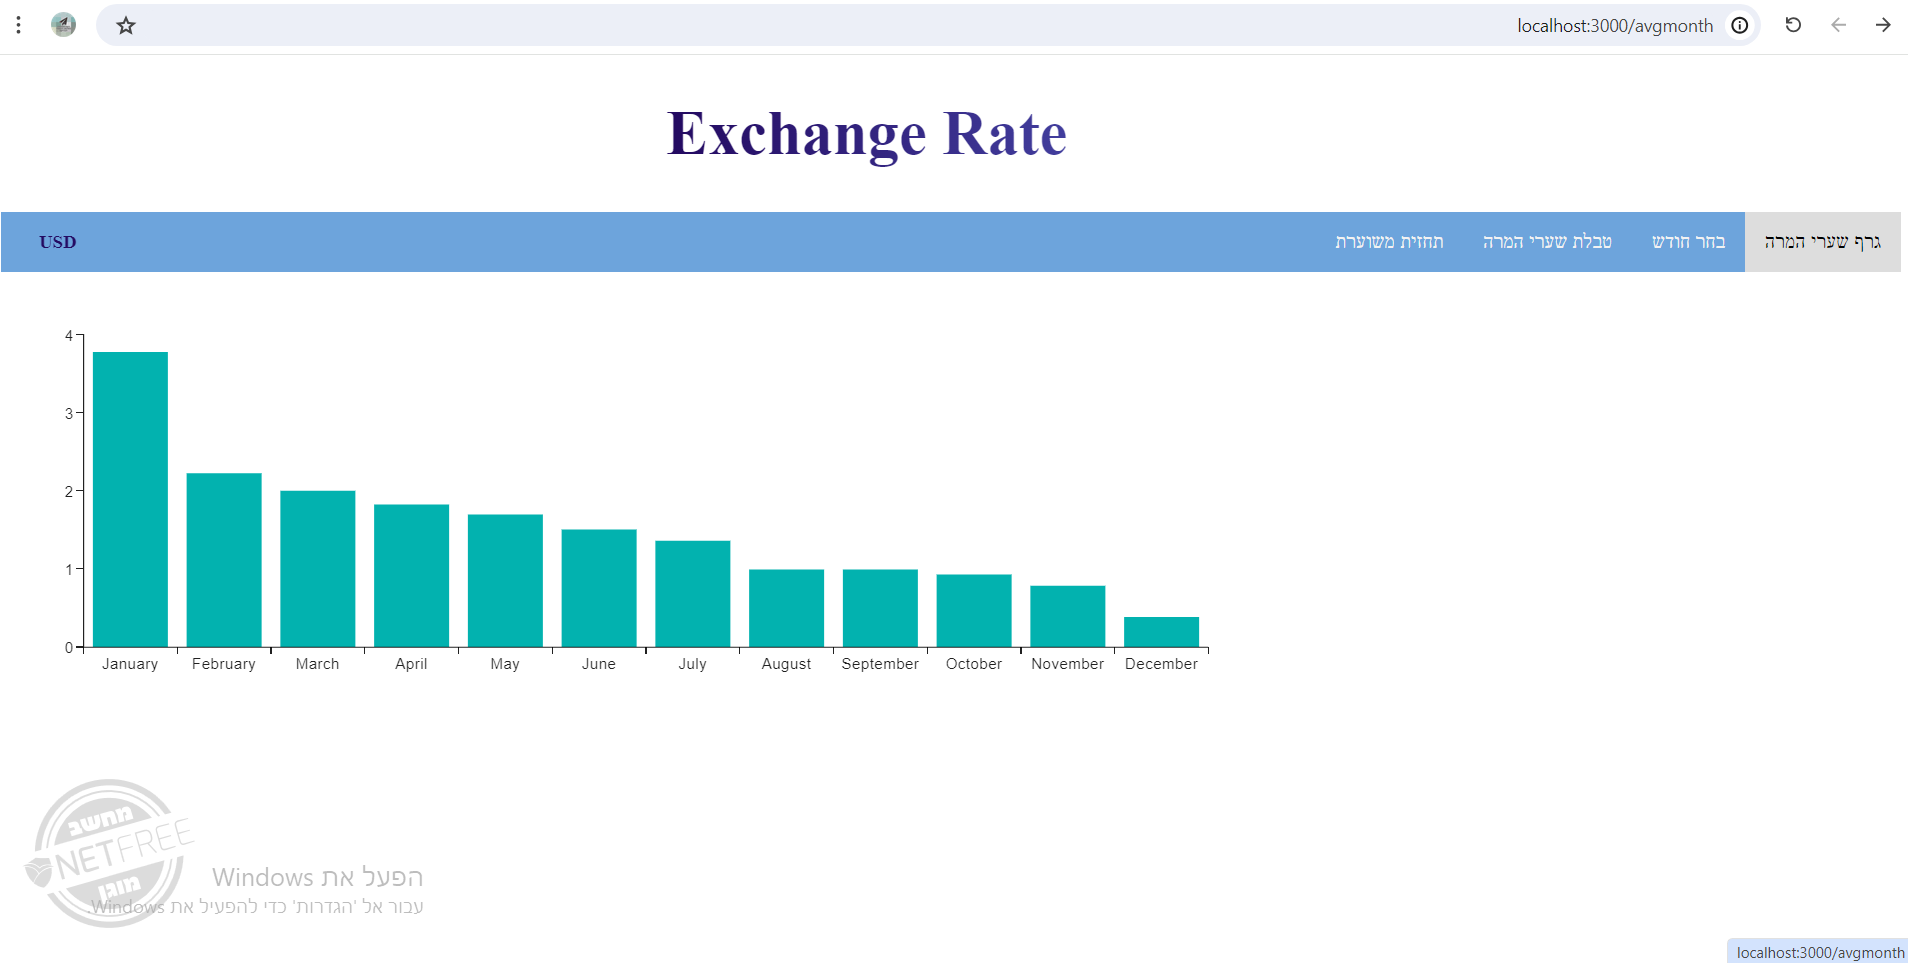 localhost:3000/avgmonth
Exchange Rate
גרף שערי המרה
בחר חודש
טבלת שערי המרה
תחזית משוערת
USD
4
3
2
1
0
January February March April May June July August September October November December
מחשב
NETFREE
מוגן
הפעל את Windows
עבור אל 'הגדרות' כדי להפעיל את Windows.
localhost:3000/avgmonth